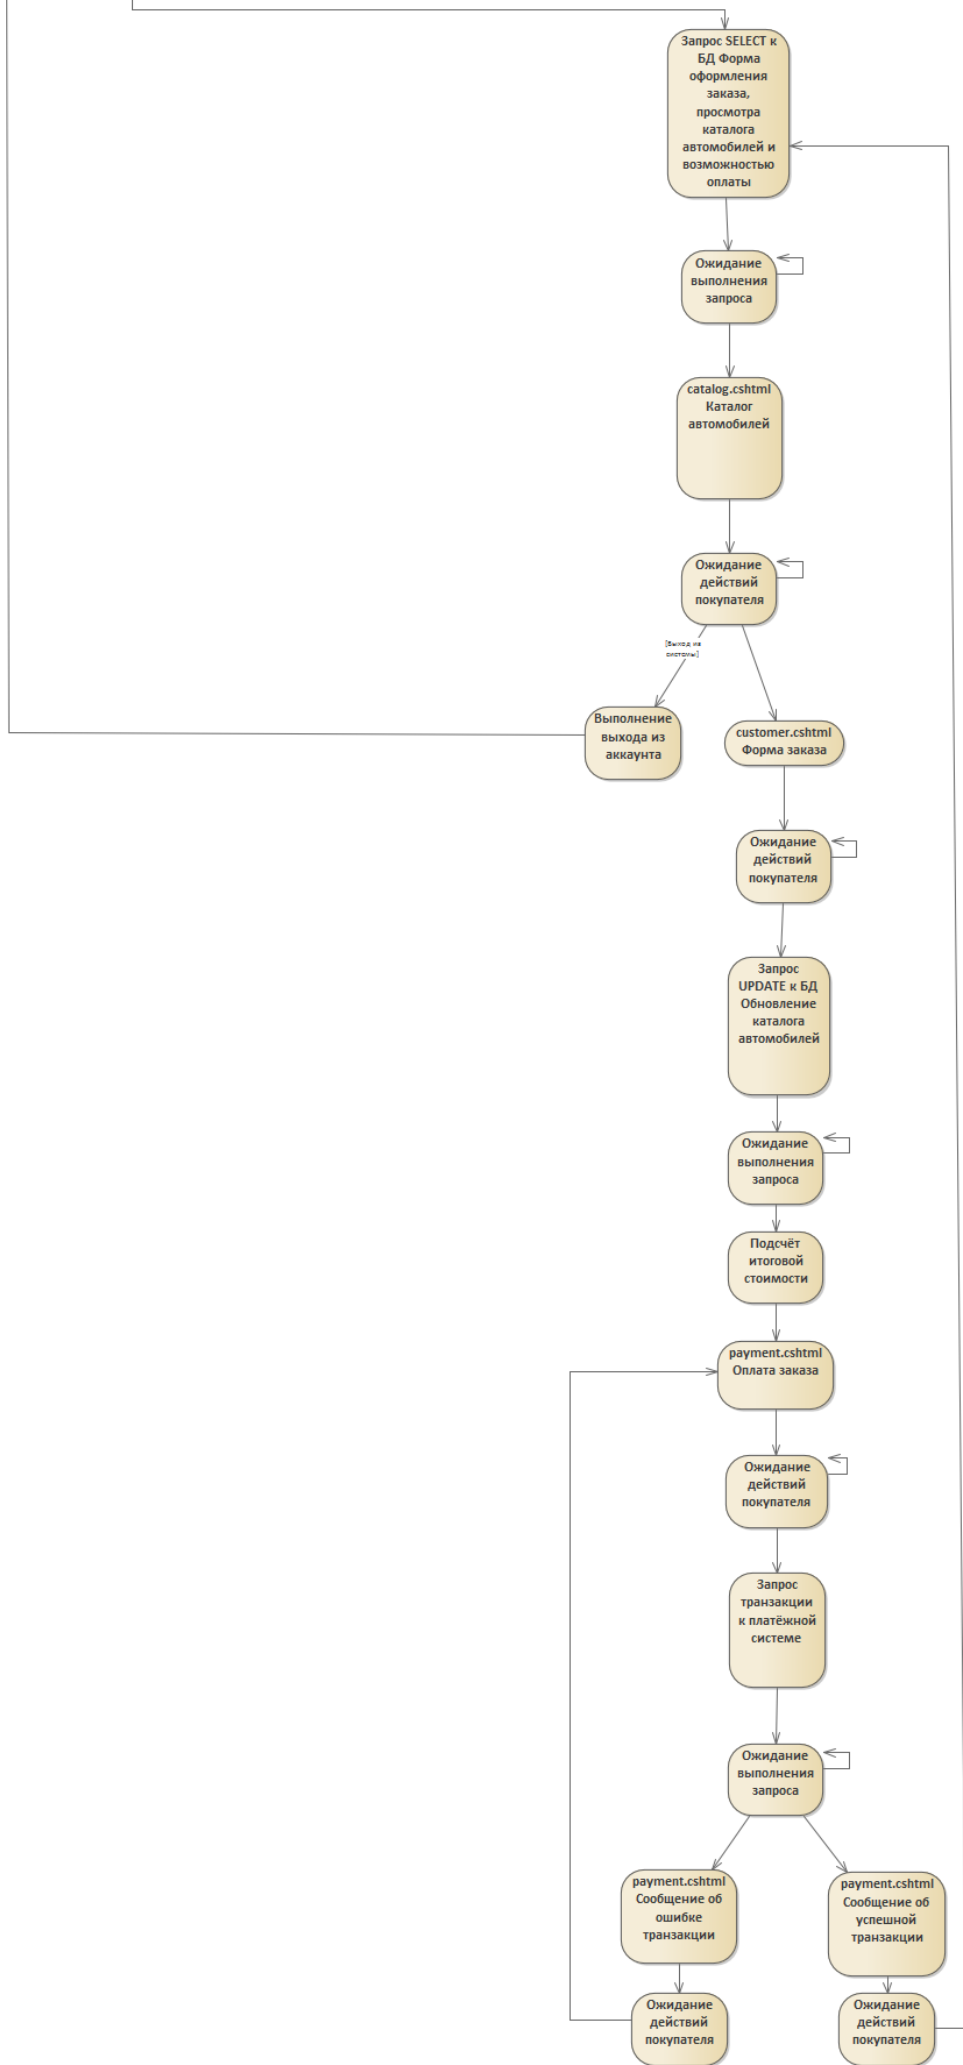 Запрос SELECT к
БД Форма
оформления
заказа,
просмотра
каталога
автомобилей и
возможностью
оплаты
Ожидание
выполнения
запроса
catalog.cshtml
Каталог
автомобилей
Ожидание
действий
покупателя
[Выход из
системы]
Выполнение
выхода из
аккаунта
customer.cshtml
Форма заказа
Ожидание
действий
покупателя
Запрос
UPDATE к БД
Обновление
каталога
автомобилей
Ожидание
выполнения
запроса
Подсчёт
итоговой
стоимости
payment.cshtml
Оплата заказа
Ожидание
действий
покупателя
Запрос
транзакции
к платёжной
системе
Ожидание
выполнения
запроса
payment.cshtml
Сообщение об
ошибке
транзакции
payment.cshtml
Сообщение об
успешной
транзакции
Ожидание
действий
покупателя
Ожидание
действий
покупателя